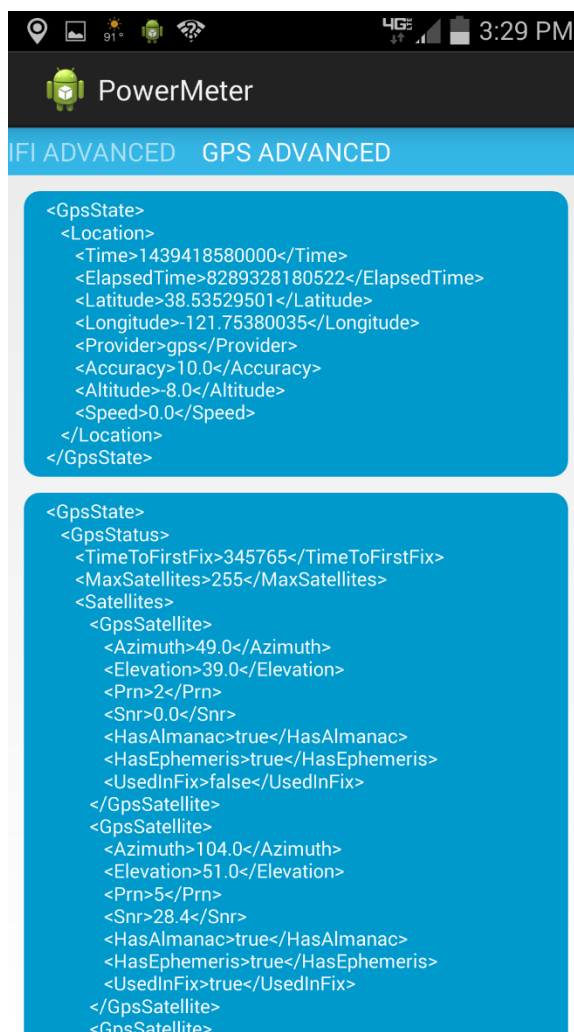 91° 4G 3:29 PM
PowerMeter
IFI ADVANCED GPS ADVANCED
<GpsState>
<Location>
<Time>1439418580000</Time>
<ElapsedTime>8289328180522</ElapsedTime>
<Latitude>38.53529501</Latitude>
<Longitude>-121.75380035</Longitude>
<Provider>gps</Provider>
<Accuracy>10.0</Accuracy>
<Altitude>-8.0</Altitude>
<Speed>0.0</Speed>
</Location>
</GpsState>
<GpsState>
<GpsStatus>
<TimeToFirstFix>345765</TimeToFirstFix>
<MaxSatellites>255</MaxSatellites>
<Satellites>
<GpsSatellite>
<Azimuth>49.0</Azimuth>
<Elevation>39.0</Elevation>
<Prn>2</Prn>
<Snr>0.0</Snr>
<HasAlmanac>true</HasAlmanac>
<HasEphemeris>true</HasEphemeris>
<UsedInFix>false</UsedInFix>
</GpsSatellite>
<GpsSatellite>
<Azimuth>104.0</Azimuth>
<Elevation>51.0</Elevation>
<Prn>5</Prn>
<Snr>28.4</Snr>
<HasAlmanac>true</HasAlmanac>
<HasEphemeris>true</HasEphemeris>
<UsedInFix>true</UsedInFix>
</GpsSatellite>
<GpsSatellite>